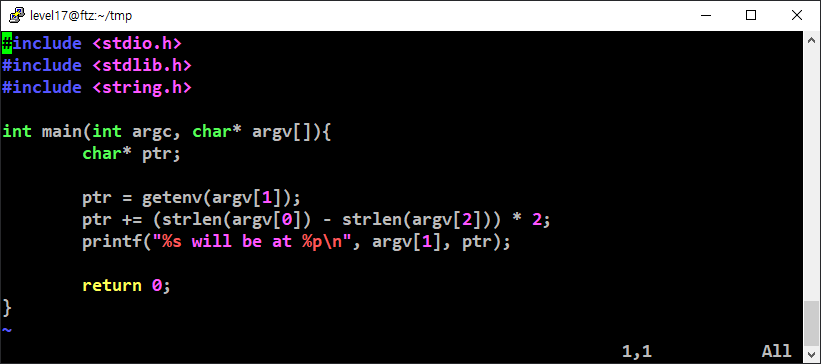 level17@ftz:~/tmp
#include <stdio.h>
#include <stdlib.h>
#include <string.h>
int main(int argc, char* argv[]){
        char* ptr;
        ptr = getenv(argv[1]);
        ptr += (strlen(argv[0]) - strlen(argv[2])) * 2;
        printf("%s will be at %p\n", argv[1], ptr);
        return 0;
}
~
1,1 All